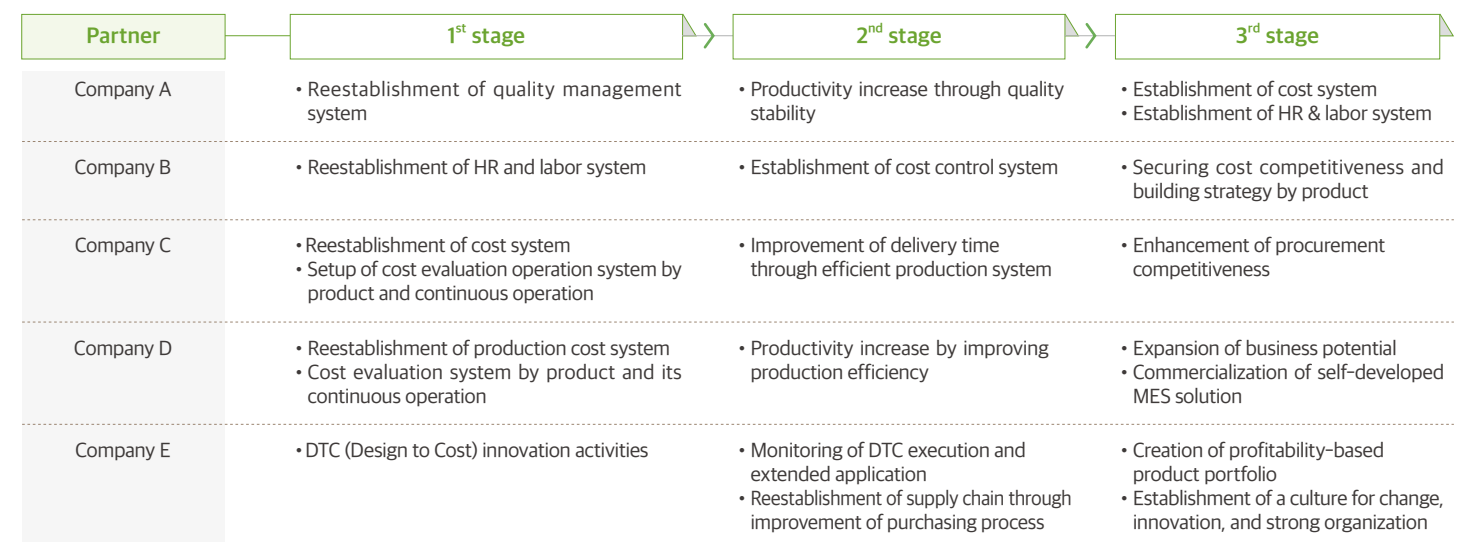 Partner
1st stage
2nd stage
3rd stage
Company A
• Reestablishment of quality management
system
• Productivity increase through quality
stability
• Establishment of cost system
• Establishment of HR & labor system
Company B
• Reestablishment of HR and labor system
• Establishment of cost control system
• Securing cost competitiveness and
building strategy by product
Company C
• Reestablishment of cost system
• Setup of cost evaluation operation system by
product and continuous operation
• Improvement of delivery time
through efficient production system
• Enhancement of procurement
competitiveness
Company D
• Reestablishment of production cost system
• Cost evaluation system by product and its
continuous operation
• Productivity increase by improving
production efficiency
• Expansion of business potential
• Commercialization of self-developed
MES solution
Company E
• DTC (Design to Cost) innovation activities
• Monitoring of DTC execution and
extended application
• Reestablishment of supply chain through
improvement of purchasing process
• Creation of profitability-based
product portfolio
• Establishment of a culture for change,
innovation, and strong organization